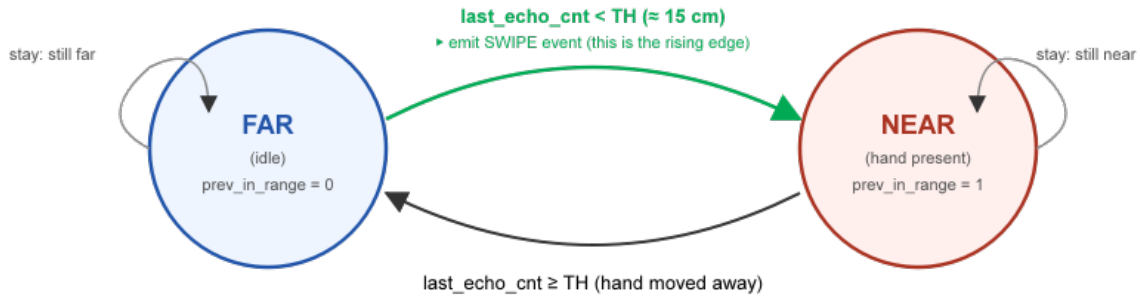 last_echo_cnt < TH (≈ 15 cm)
▸ emit SWIPE event (this is the rising edge)
stay: still far
stay: still near
FAR
(idle)
prev_in_range = 0
NEAR
(hand present)
prev_in_range = 1
last_echo_cnt ≥ TH (hand moved away)